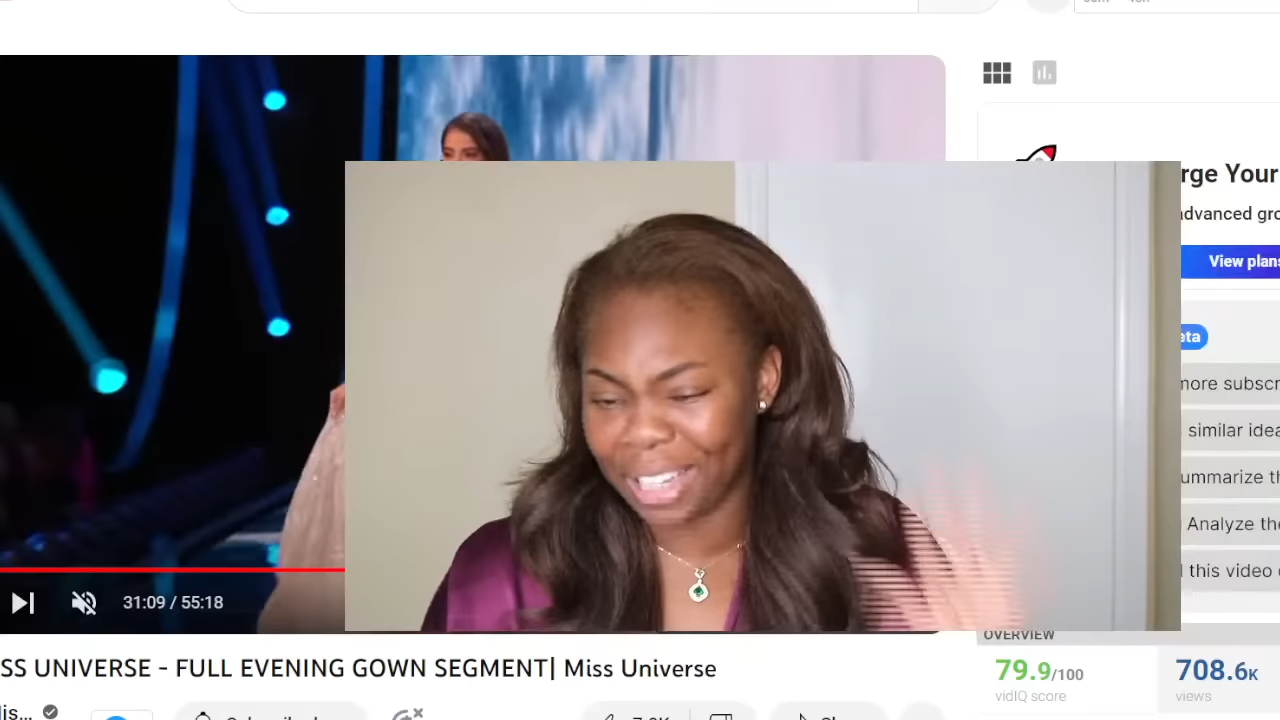 rge Your
advanced gro
View plans
eta
more subscr
similar idea
ummarize th
Analyze the
this video
31:09 / 55:18
OVERVIEW
SS UNIVERSE - FULL EVENING GOWN SEGMENT| Miss Universe
79.9/100
708.6K
vidIQ score
views